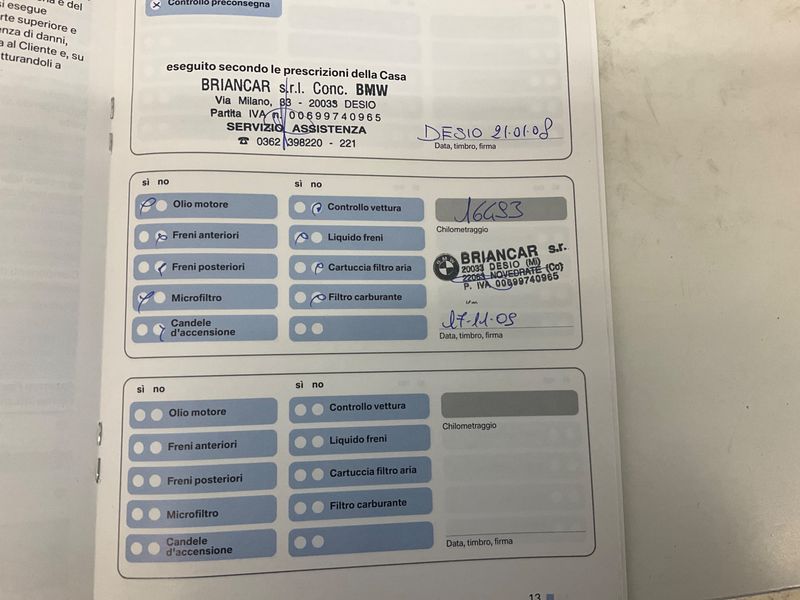 a e del
si esegue
rte superiore e
nza di danni,
a al Cliente e, su
tturandoli a
Controllo preconsegna
eseguito secondo le prescrizioni della Casa
BRIANCAR s.r.l. Conc. BMW
Via Milano, 33 - 20033 DESIO
Partita IVA n. 00699740965
SERVIZIO ASSISTENZA
☎ 0362 398220 - 221
DESIO 21.01.08
Data, timbro, firma
sì no
Olio motore
Freni anteriori
Freni posteriori
Microfiltro
Candele
d'accensione
sì no
Controllo vettura
Liquido freni
Cartuccia filtro aria
Filtro carburante
16493
Chilometraggio
BRIANCAR s.r.
20033 DESIO (Mi)
22063 NOVEDRATE (Co)
P. IVA 00699740965
17-11-09
Data, timbro, firma
sì no
Olio motore
Freni anteriori
Freni posteriori
Microfiltro
Candele
d'accensione
sì no
Controllo vettura
Liquido freni
Cartuccia filtro aria
Filtro carburante
Chilometraggio
Data, timbro, firma
13